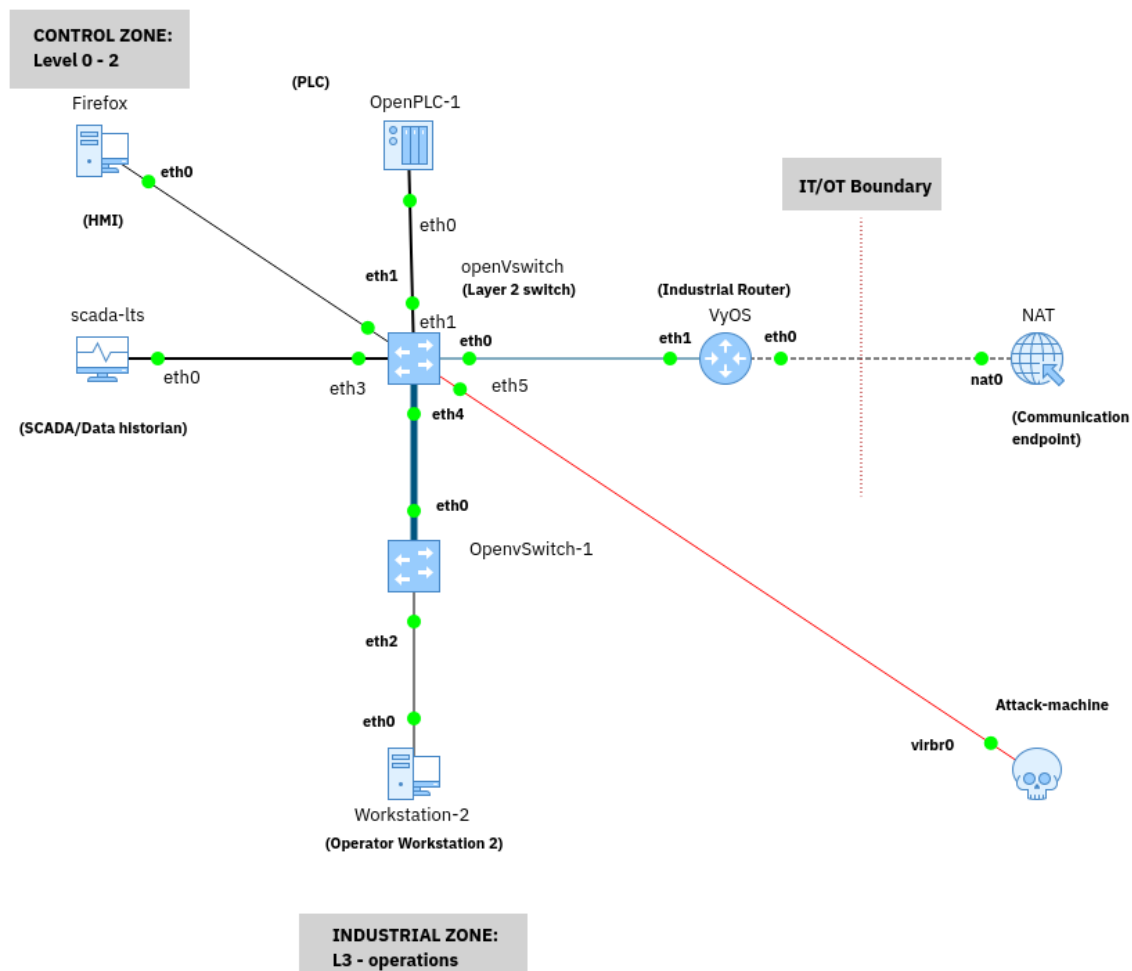 CONTROL ZONE:
Level 0 - 2
(PLC)
Firefox
OpenPLC-1
eth0
IT/OT Boundary
(HMI)
eth0
eth1
openVswitch
(Layer 2 switch)
(Industrial Router)
scada-lts
eth1
VyOS
NAT
eth0
eth1
eth0
eth0
eth3
eth5
nat0
(SCADA/Data historian)
eth4
(Communication
endpoint)
eth0
OpenvSwitch-1
eth2
Attack-machine
eth0
virbr0
Workstation-2
(Operator Workstation 2)
INDUSTRIAL ZONE:
L3 - operations